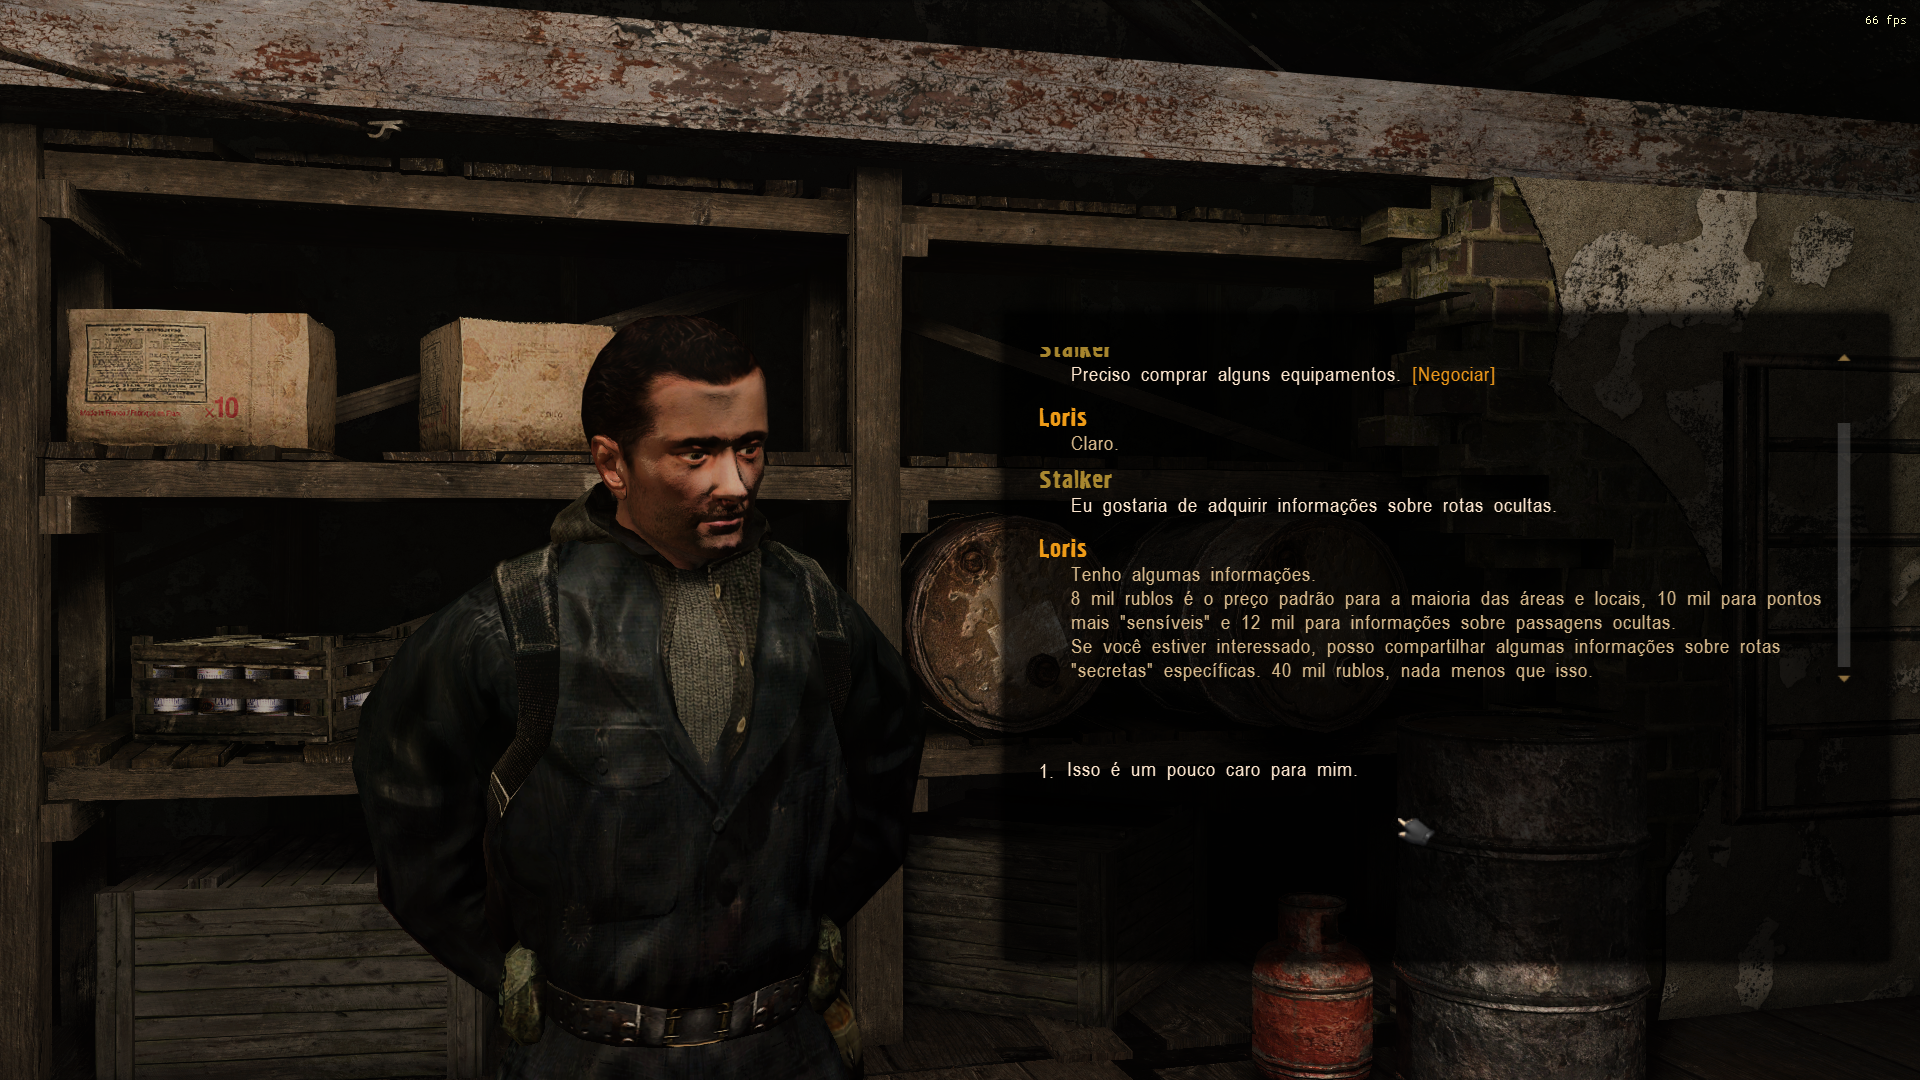 66 fps
Stalker
Preciso comprar alguns equipamentos. [Negociar]
Loris
Claro.
Stalker
Eu gostaria de adquirir informações sobre rotas ocultas.
Loris
Tenho algumas informações.
8 mil rublos é o preço padrão para a maioria das áreas e locais, 10 mil para pontos
mais "sensíveis" e 12 mil para informações sobre passagens ocultas.
Se você estiver interessado, posso compartilhar algumas informações sobre rotas
"secretas" específicas. 40 mil rublos, nada menos que isso.
1. Isso é um pouco caro para mim.
x10